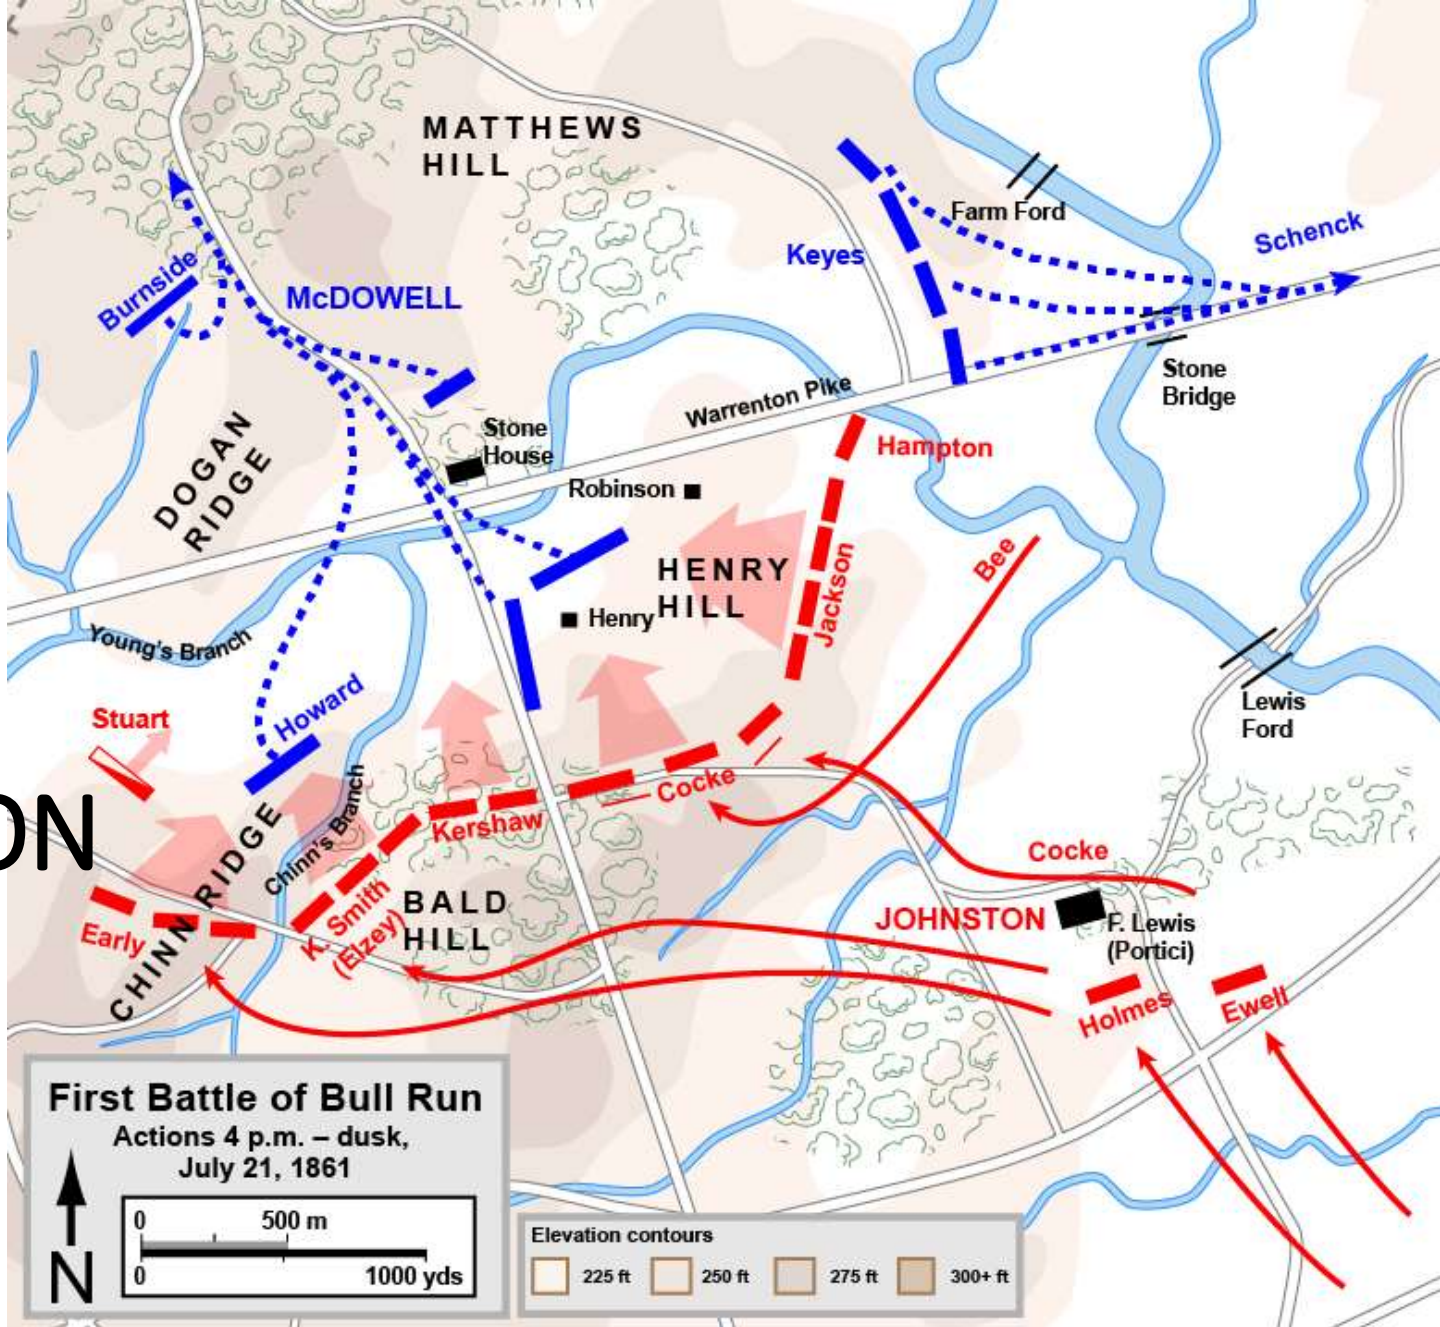 MATTHEWS
HILL
Farm Ford
Schenck
Keyes
Burnside
McDOWELL
Stone
Bridge
Warrenton Pike
Stone
House
Hampton
DOGAN
RIDGE
Robinson
HENRY
HILL
Bee
Jackson
Henry
Young's Branch
Howard
Stuart
Lewis
Ford
ON
Chinn's Branch
Cocke
Kershaw
Cocke
BALD
HILL
K. Smith
(Elzey)
Early
CHINN RIDGE
JOHNSTON
F. Lewis
(Portici)
Holmes
Ewell
First Battle of Bull Run
Actions 4 p.m. – dusk,
July 21, 1861
0 500 m
0 1000 yds
N
Elevation contours
225 ft 250 ft 275 ft 300+ ft